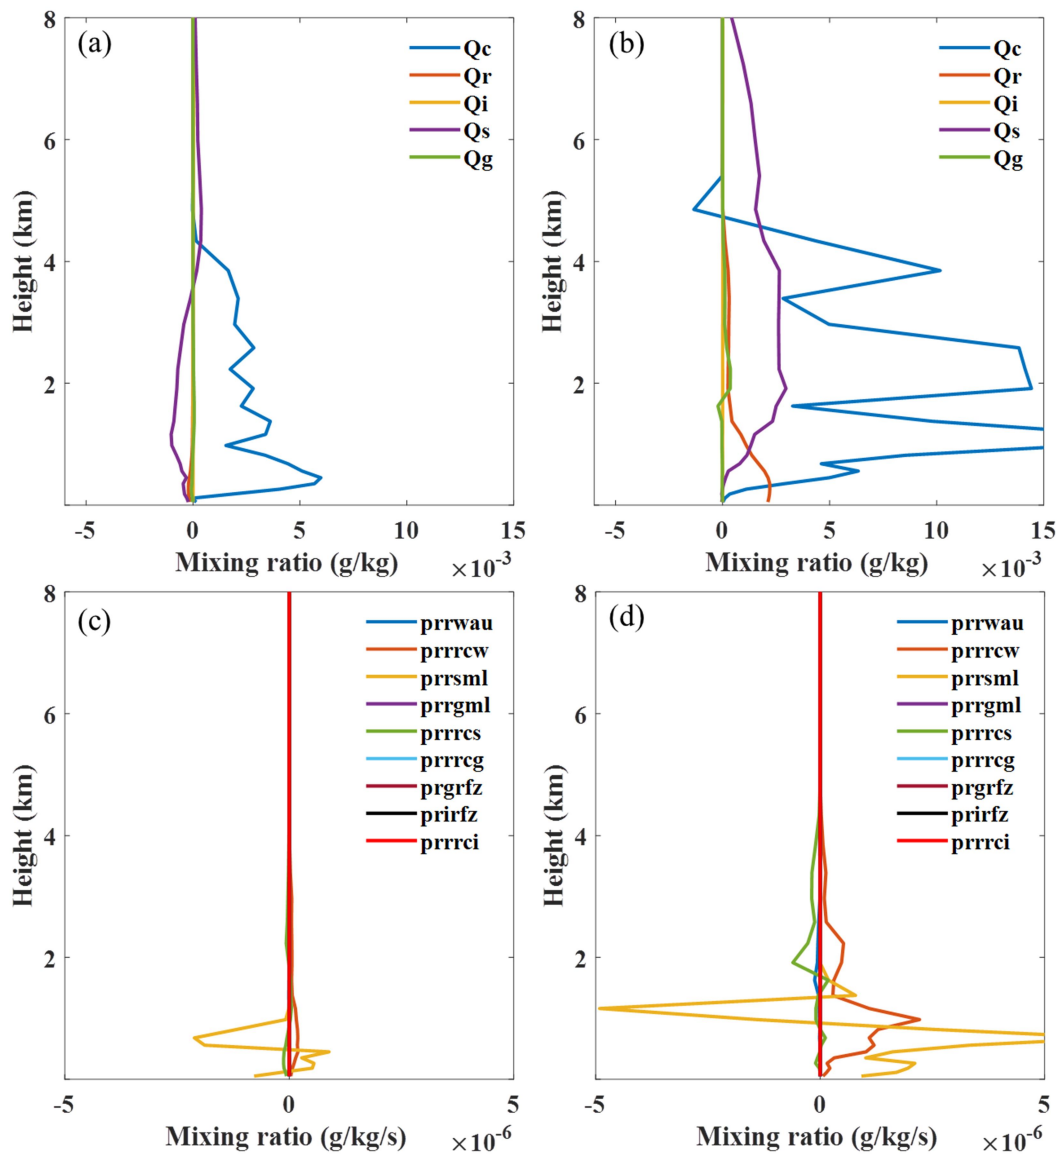 (a)
Qc
Qr
Qi
Qs
Qg
8
6
4
2
Height (km)
-5 0 5 10 15
Mixing ratio (g/kg) ×10-3
(b)
Qc
Qr
Qi
Qs
Qg
8
6
4
2
Height (km)
-5 0 5 10 15
Mixing ratio (g/kg) ×10-3
(c)
prrwau
prrrcw
prrsml
prrgml
prrrcs
prrrcg
prgrfz
prirfz
prrrci
8
6
4
2
Height (km)
-5 0 5
Mixing ratio (g/kg/s) ×10-6
(d)
prrwau
prrrcw
prrsml
prrgml
prrrcs
prrrcg
prgrfz
prirfz
prrrci
8
6
4
2
Height (km)
-5 0 5
Mixing ratio (g/kg/s) ×10-6